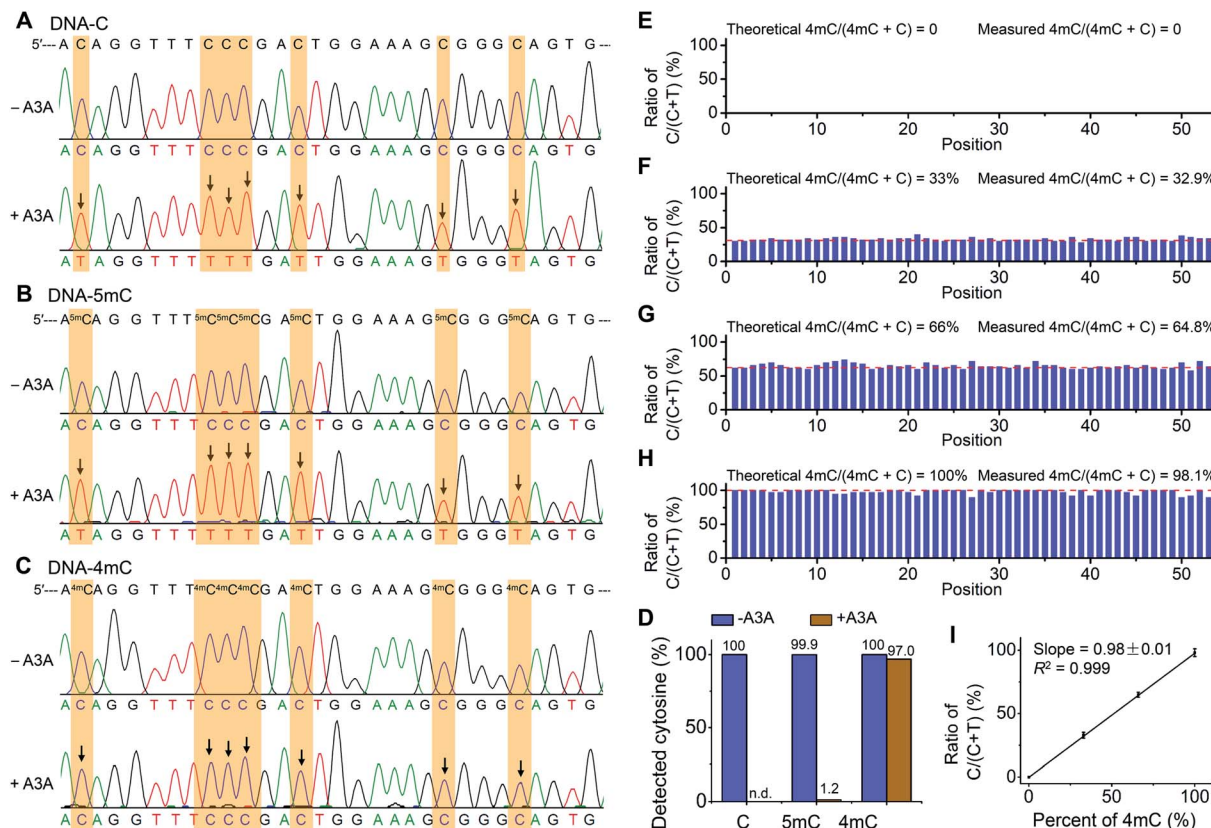 A DNA-C
5′---A C A G G T T T C C C G A C T G G A A A G C G G G C A G T G ---
– A3A
A C A G G T T T C C C G A C T G G A A A G C G G G C A G T G
+ A3A
A T A G G T T T T T T G A T T G G A A A G T G G G T A G T G
B DNA-5mC
5′---A 5mC A G G T T T 5mC 5mC 5mC G A 5mC T G G A A A G 5mC G G G 5mC A G T G ---
– A3A
A C A G G T T T C C C G A C T G G A A A G C G G G C A G T G
+ A3A
A T A G G T T T T T T G A T T G G A A A G T G G G T A G T G
C DNA-4mC
5′---A 4mC A G G T T T 4mC 4mC 4mC G A 4mC T G G A A A G 4mC G G G 4mC A G T G ---
– A3A
A C A G G T T T C C C G A C T G G A A A G C G G G C A G T G
+ A3A
A C A G G T T T C C C G A C T G G A A A G C G G G C A G T G
E
Theoretical 4mC/(4mC + C) = 0 Measured 4mC/(4mC + C) = 0
Ratio of
C/(C+T) (%)
100
50
0
0 10 20 30 40 50
Position
F
Theoretical 4mC/(4mC + C) = 33% Measured 4mC/(4mC + C) = 32.9%
Ratio of
C/(C+T) (%)
100
50
0
0 10 20 30 40 50
Position
G
Theoretical 4mC/(4mC + C) = 66% Measured 4mC/(4mC + C) = 64.8%
Ratio of
C/(C+T) (%)
100
50
0
0 10 20 30 40 50
Position
H
Theoretical 4mC/(4mC + C) = 100% Measured 4mC/(4mC + C) = 98.1%
Ratio of
C/(C+T) (%)
100
50
0
0 10 20 30 40 50
Position
D
-A3A +A3A
Detected cytosine (%)
100
50
0
100 n.d. 99.9 1.2 100 97.0
C 5mC 4mC
I
Slope = 0.98±0.01
R² = 0.999
Ratio of
C/(C+T) (%)
100
50
0
0 50 100
Percent of 4mC (%)